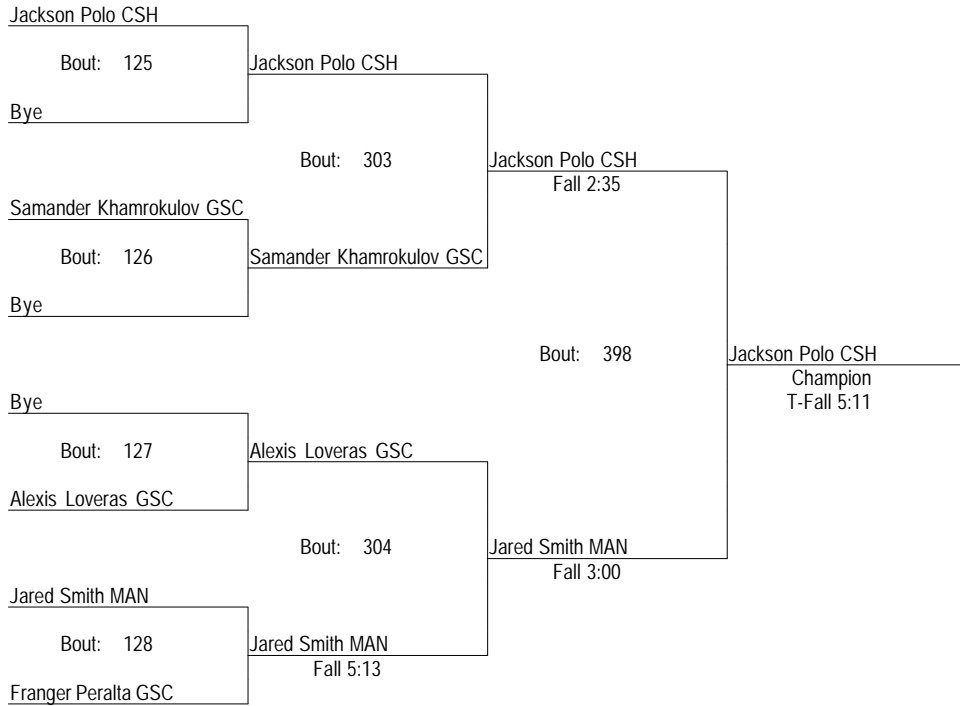 Jackson Polo CSH
Bout: 125
Jackson Polo CSH
Bye
Bout: 303
Jackson Polo CSH
Fall 2:35
Samander Khamrokulov GSC
Bout: 126
Samander Khamrokulov GSC
Bye
Bout: 398
Jackson Polo CSH
Champion
T-Fall 5:11
Bye
Bout: 127
Alexis Loveras GSC
Alexis Loveras GSC
Bout: 304
Jared Smith MAN
Fall 3:00
Jared Smith MAN
Bout: 128
Jared Smith MAN
Fall 5:13
Franger Peralta GSC